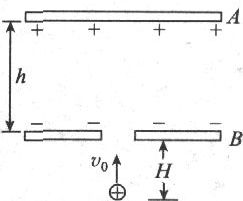 A
+ + + +
h
− − − −
B
v₀
H
+